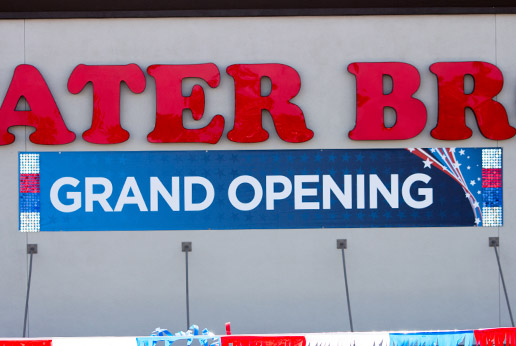 ATER BR
GRAND OPENING